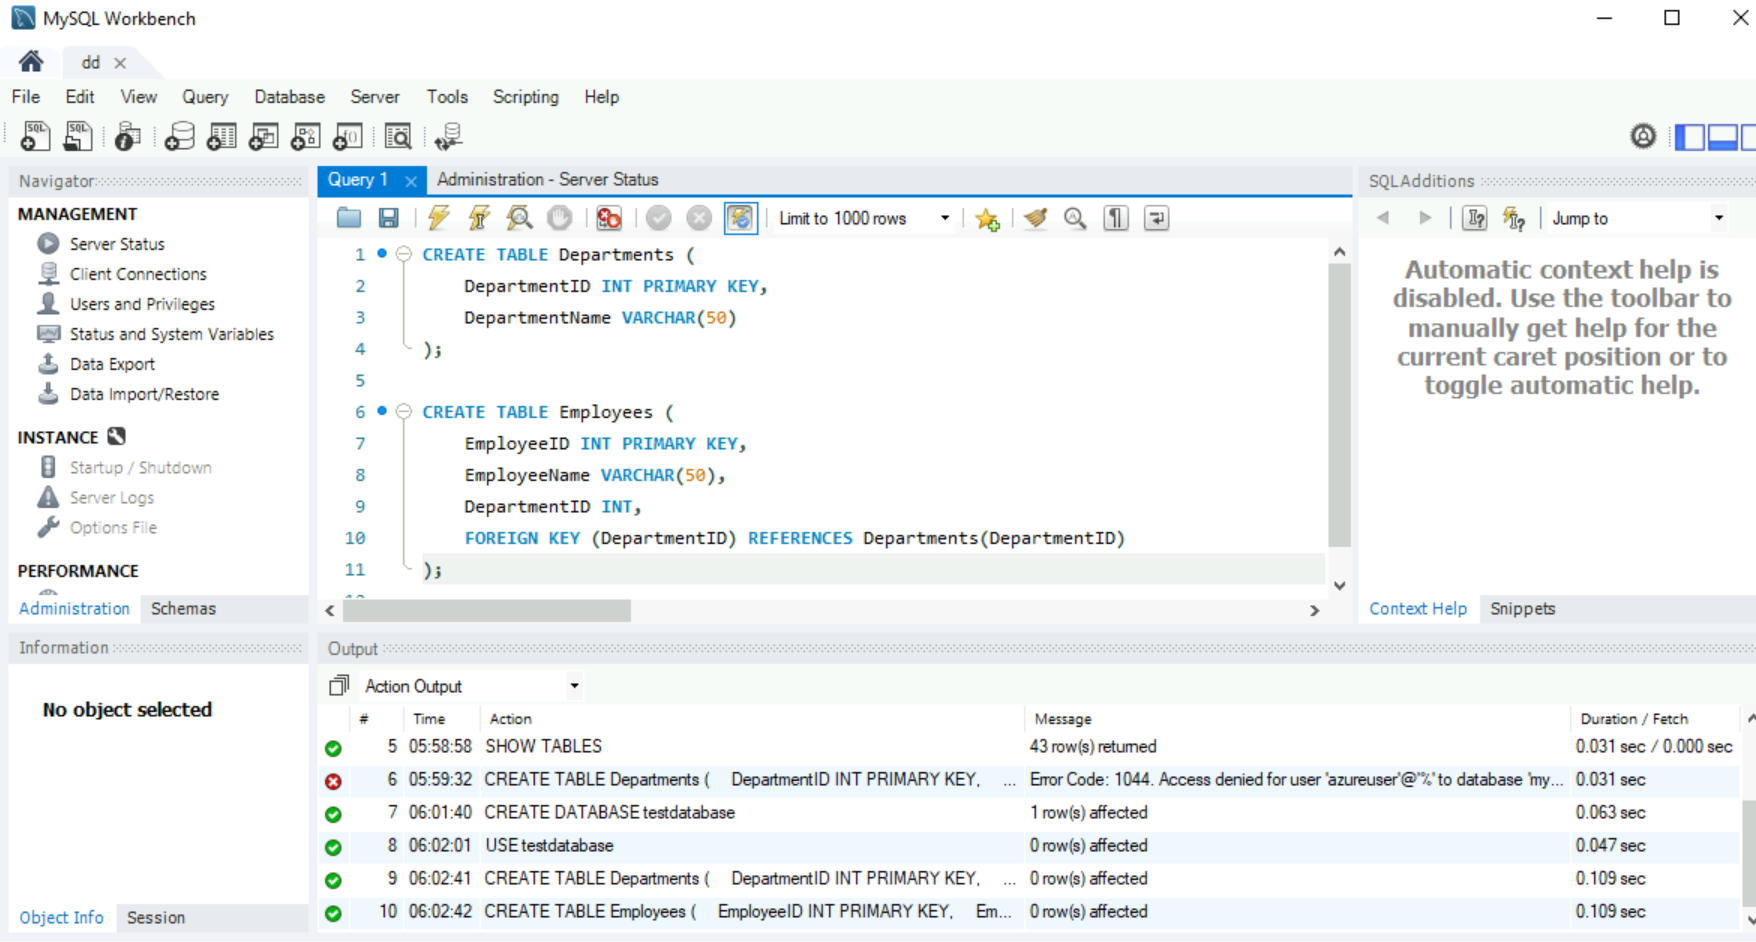 MySQL Workbench
dd
File Edit View Query Database Server Tools Scripting Help
Navigator
MANAGEMENT
Server Status
Client Connections
Users and Privileges
Status and System Variables
Data Export
Data Import/Restore
INSTANCE
Startup / Shutdown
Server Logs
Options File
PERFORMANCE
Administration Schemas
Query 1 Administration - Server Status
Limit to 1000 rows
1 CREATE TABLE Departments (
2 DepartmentID INT PRIMARY KEY,
3 DepartmentName VARCHAR(50)
4 );
5
6 CREATE TABLE Employees (
7 EmployeeID INT PRIMARY KEY,
8 EmployeeName VARCHAR(50),
9 DepartmentID INT,
10 FOREIGN KEY (DepartmentID) REFERENCES Departments(DepartmentID)
11 );
SQLAdditions
Jump to
Automatic context help is
disabled. Use the toolbar to
manually get help for the
current caret position or to
toggle automatic help.
Context Help Snippets
Information
No object selected
Object Info Session
Output
Action Output
# Time Action Message Duration / Fetch
5 05:58:58 SHOW TABLES 43 row(s) returned 0.031 sec / 0.000 sec
6 05:59:32 CREATE TABLE Departments ( DepartmentID INT PRIMARY KEY, ... Error Code: 1044. Access denied for user 'azureuser'@'%' to database 'my... 0.031 sec
7 06:01:40 CREATE DATABASE testdatabase 1 row(s) affected 0.063 sec
8 06:02:01 USE testdatabase 0 row(s) affected 0.047 sec
9 06:02:41 CREATE TABLE Departments ( DepartmentID INT PRIMARY KEY, ... 0 row(s) affected 0.109 sec
10 06:02:42 CREATE TABLE Employees ( EmployeeID INT PRIMARY KEY, Em... 0 row(s) affected 0.109 sec